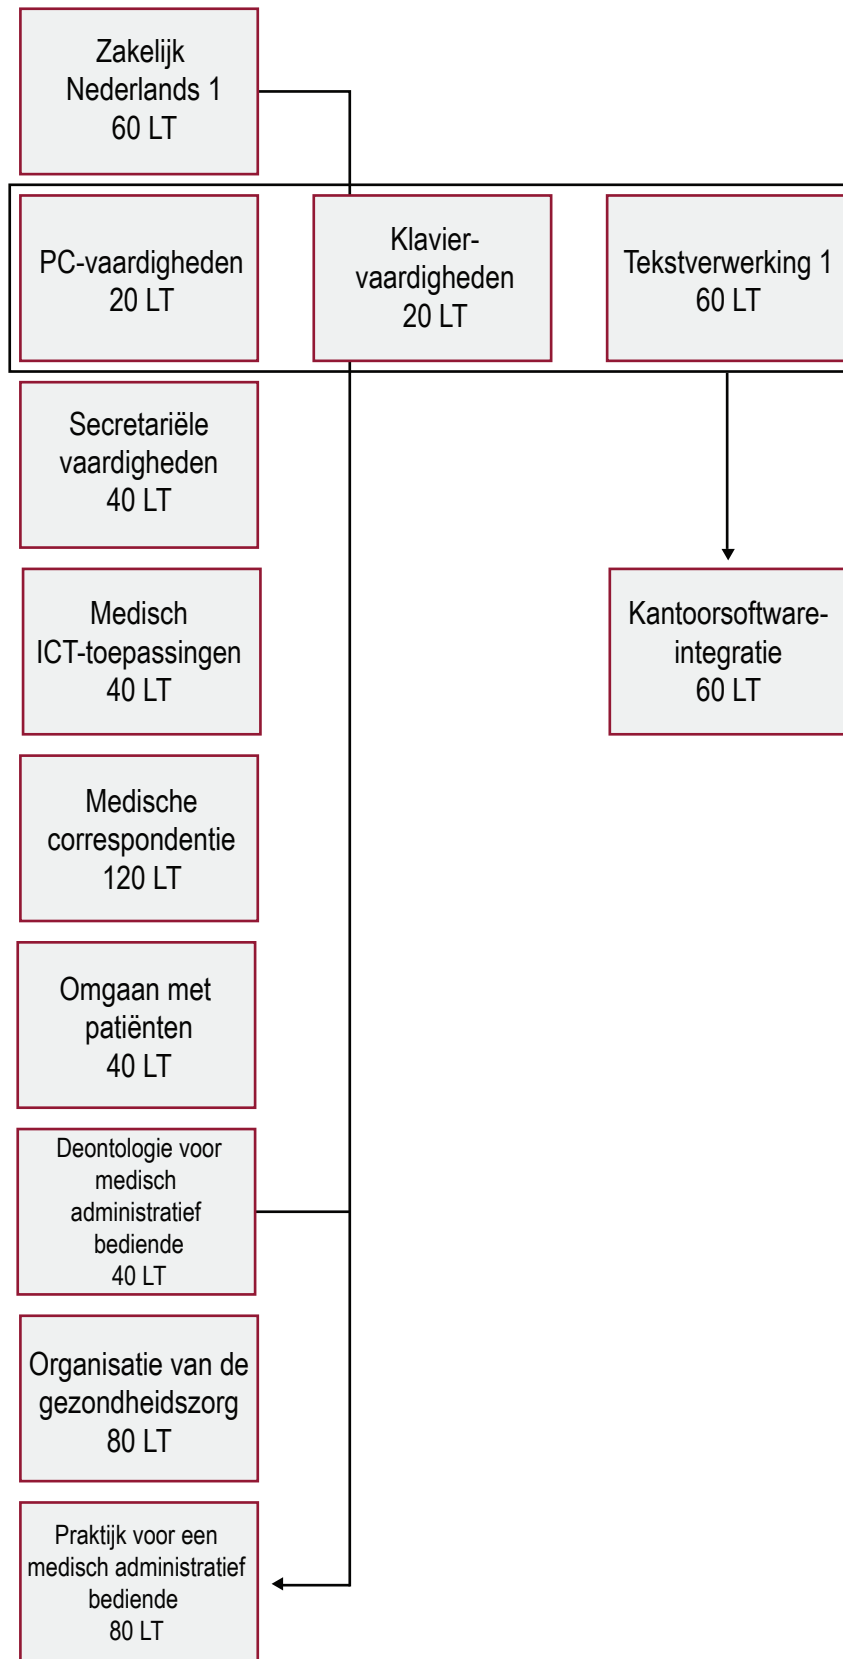 Zakelijk
Nederlands 1
60 LT
PC-vaardigheden
20 LT
Klavier-
vaardigheden
20 LT
Tekstverwerking 1
60 LT
Secretariële
vaardigheden
40 LT
Medisch
ICT-toepassingen
40 LT
Kantoorsoftware-
integratie
60 LT
Medische
correspondentie
120 LT
Omgaan met
patiënten
40 LT
Deontologie voor
medisch
administratief
bediende
40 LT
Organisatie van de
gezondheidszorg
80 LT
Praktijk voor een
medisch administratief
bediende
80 LT